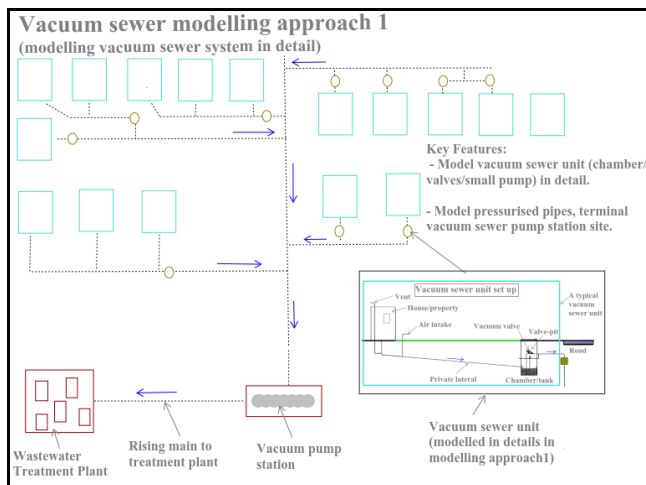 Vacuum sewer modelling approach 1
(modelling vacuum sewer system in detail)
Key Features:
- Model vacuum sewer unit (chamber/
valves/small pump) in detail.
- Model pressurised pipes, terminal
vacuum sewer pump station site.
Vacuum sewer unit set up
Vent
House/property
Air intake
Vacuum valve
Valve-pit
A typical
vacuum sewer
unit
Road
Private lateral
Chamber/tank
Vacuum sewer unit
(modelled in details in
modelling approach1)
Wastewater
Treatment Plant
Rising main to
treatment plant
Vacuum pump
station